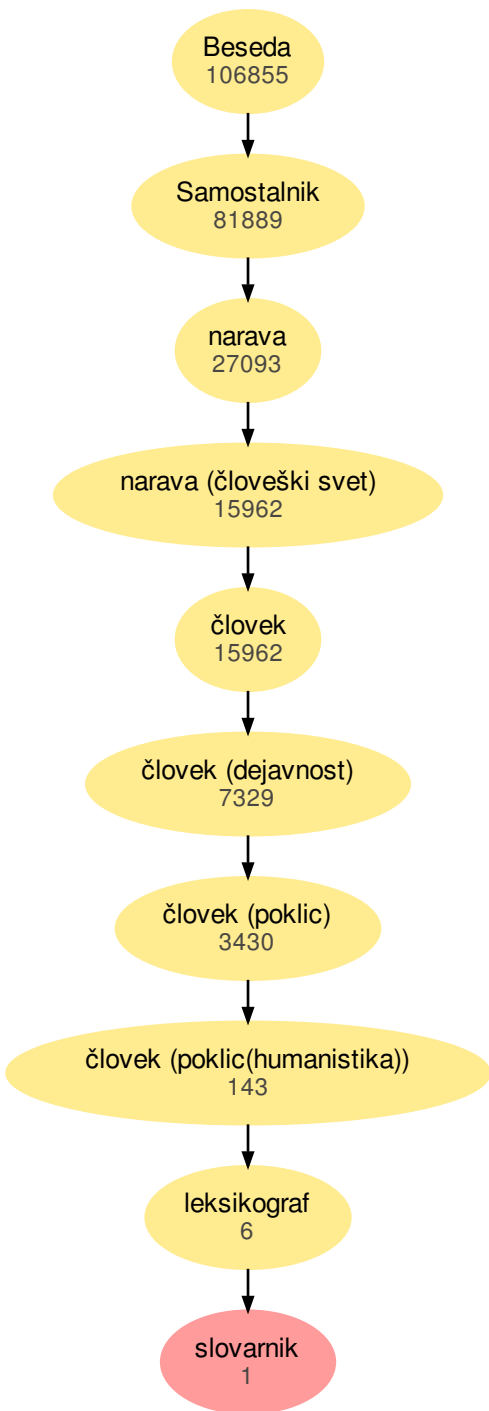 Beseda
106855
Samostalnik
81889
narava
27093
narava (človeški svet)
15962
človek
15962
človek (dejavnost)
7329
človek (poklic)
3430
človek (poklic(humanistika))
143
leksikograf
6
slovarnik
1